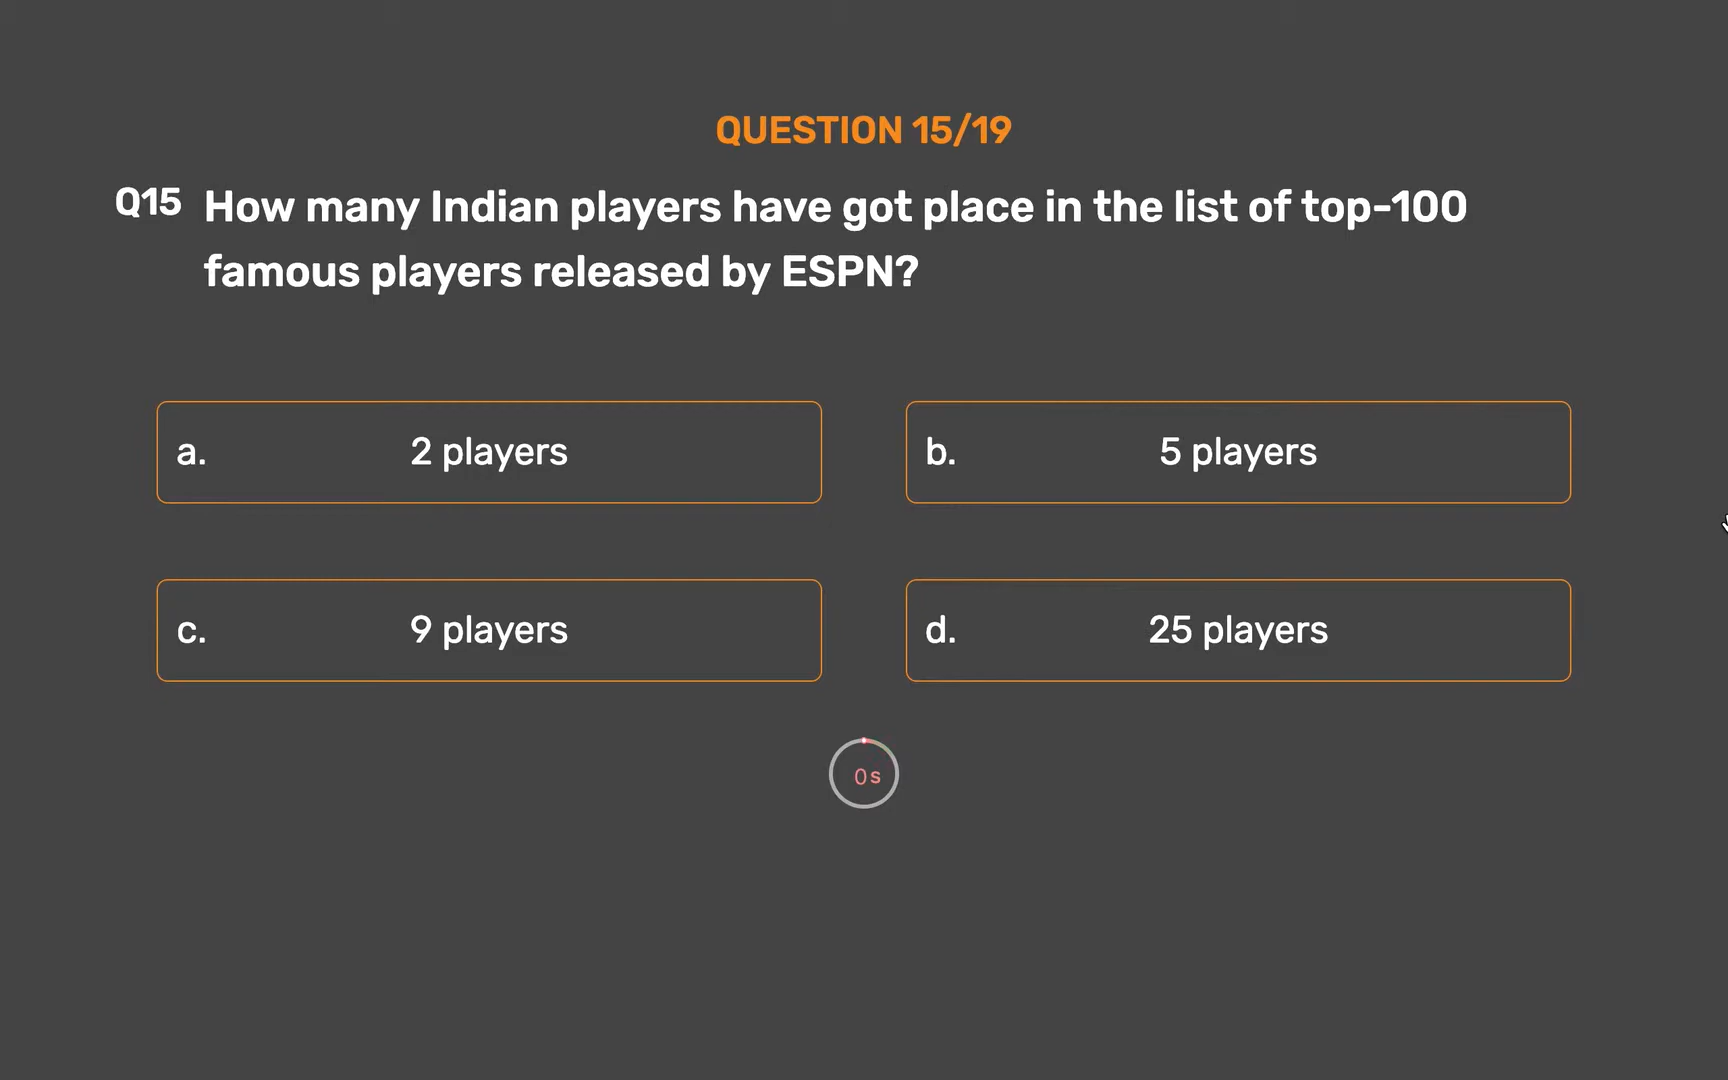 QUESTION 15/19
Q15 How many Indian players have got place in the list of top-100
famous players released by ESPN?
a. 2 players
b. 5 players
c. 9 players
d. 25 players
0 s